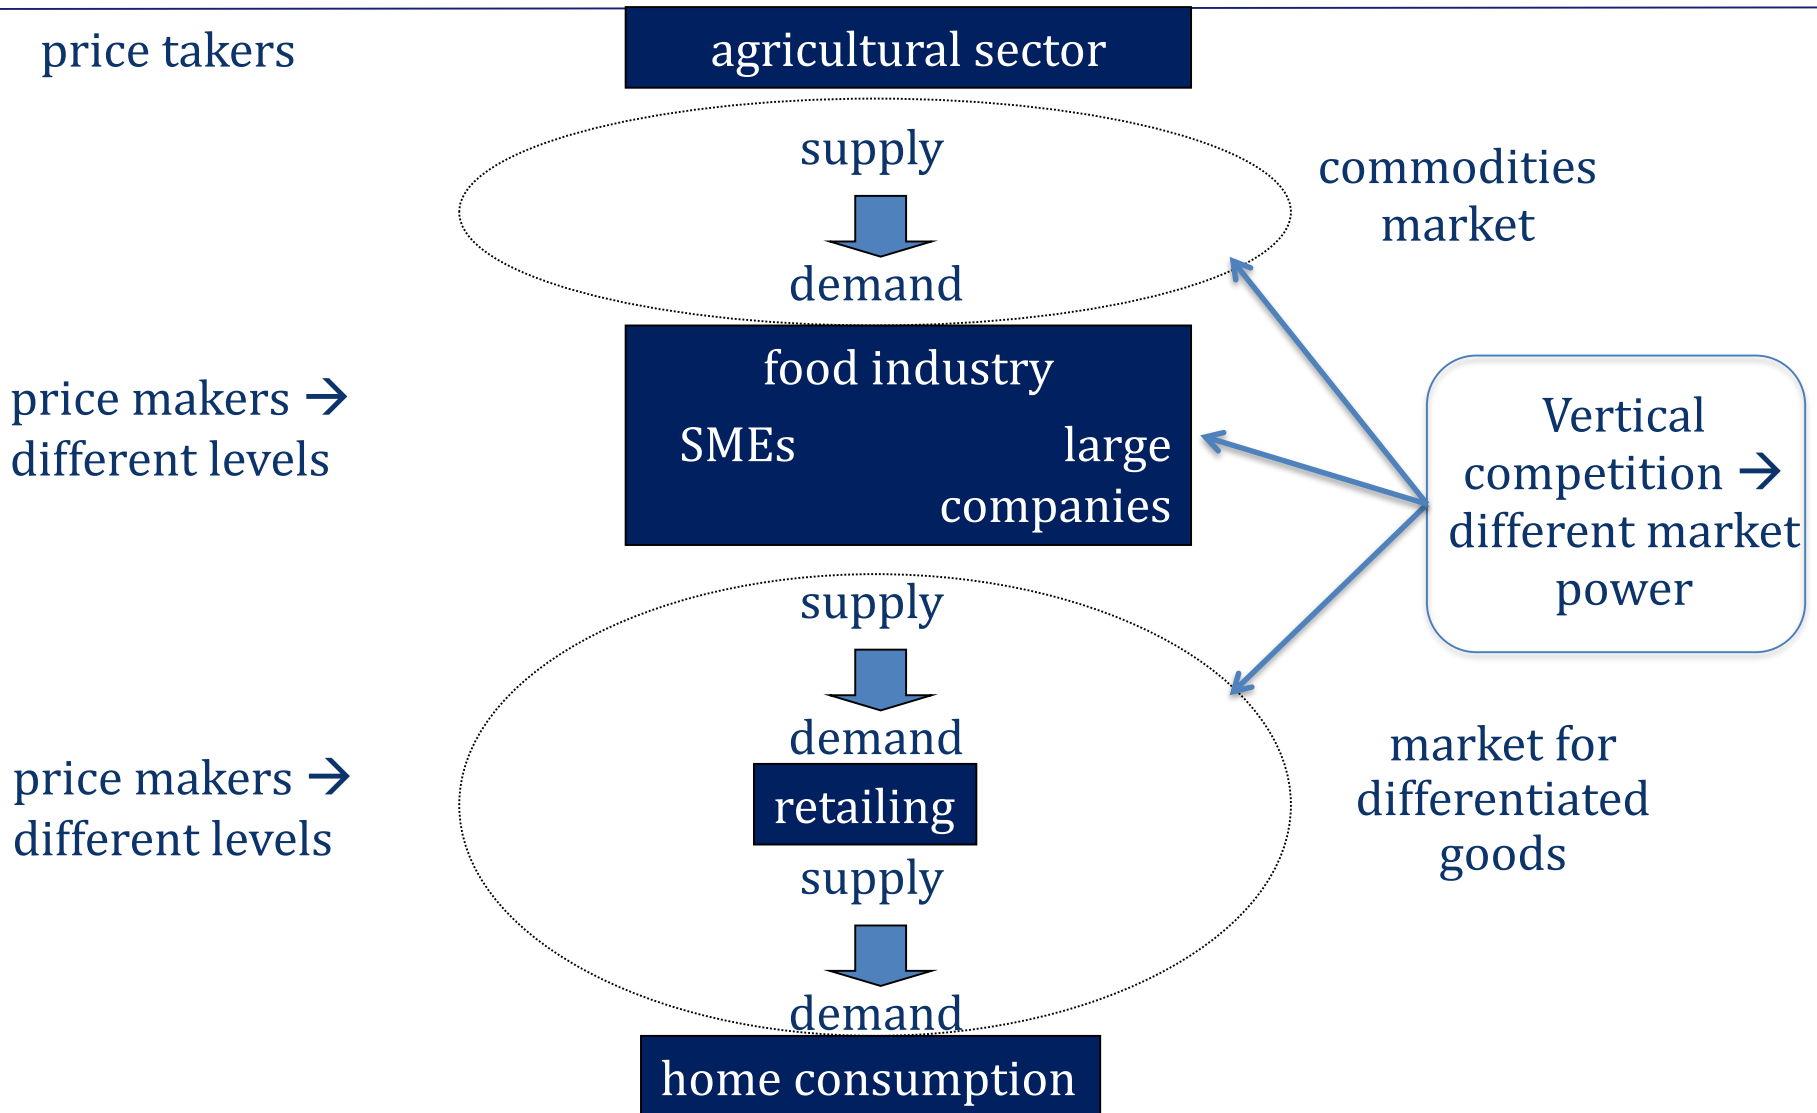 price takers
agricultural sector
supply
commodities
market
demand
food industry
price makers →
different levels
SMEs
large
companies
Vertical
competition →
different market
power
supply
demand
price makers →
different levels
retailing
market for
differentiated
goods
supply
demand
home consumption